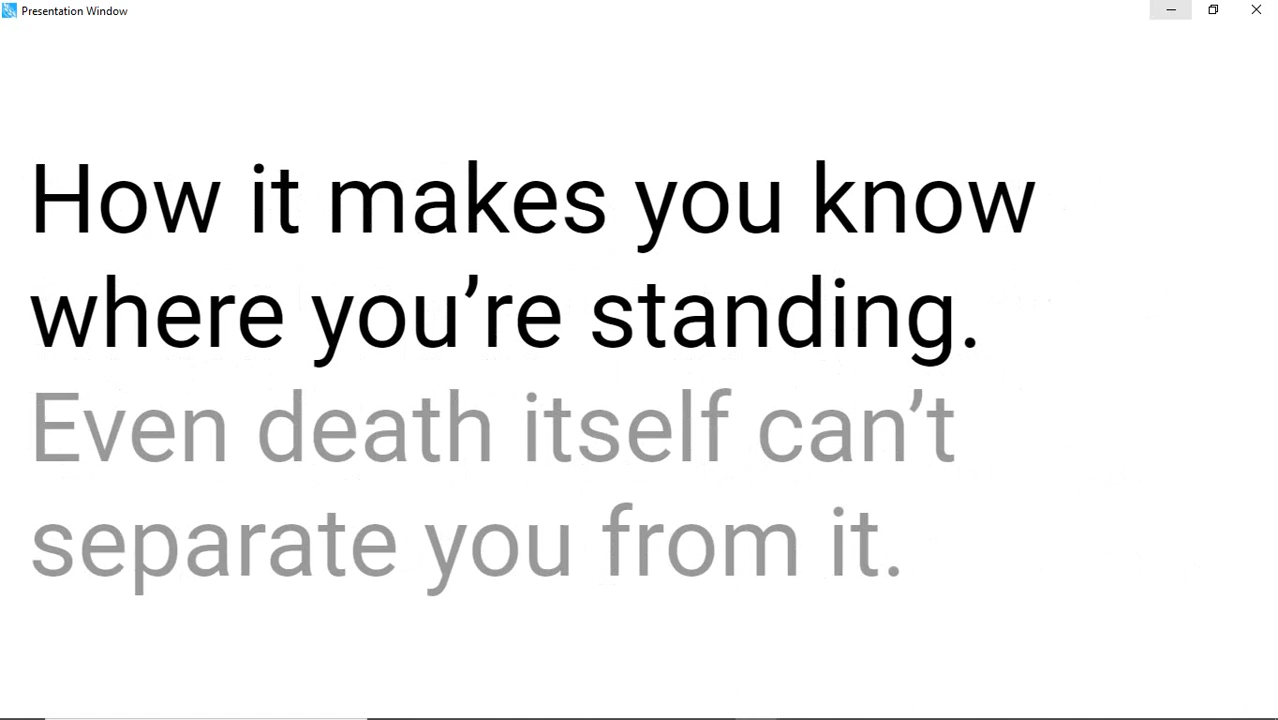 Presentation Window
How it makes you know
where you’re standing.
Even death itself can’t
separate you from it.